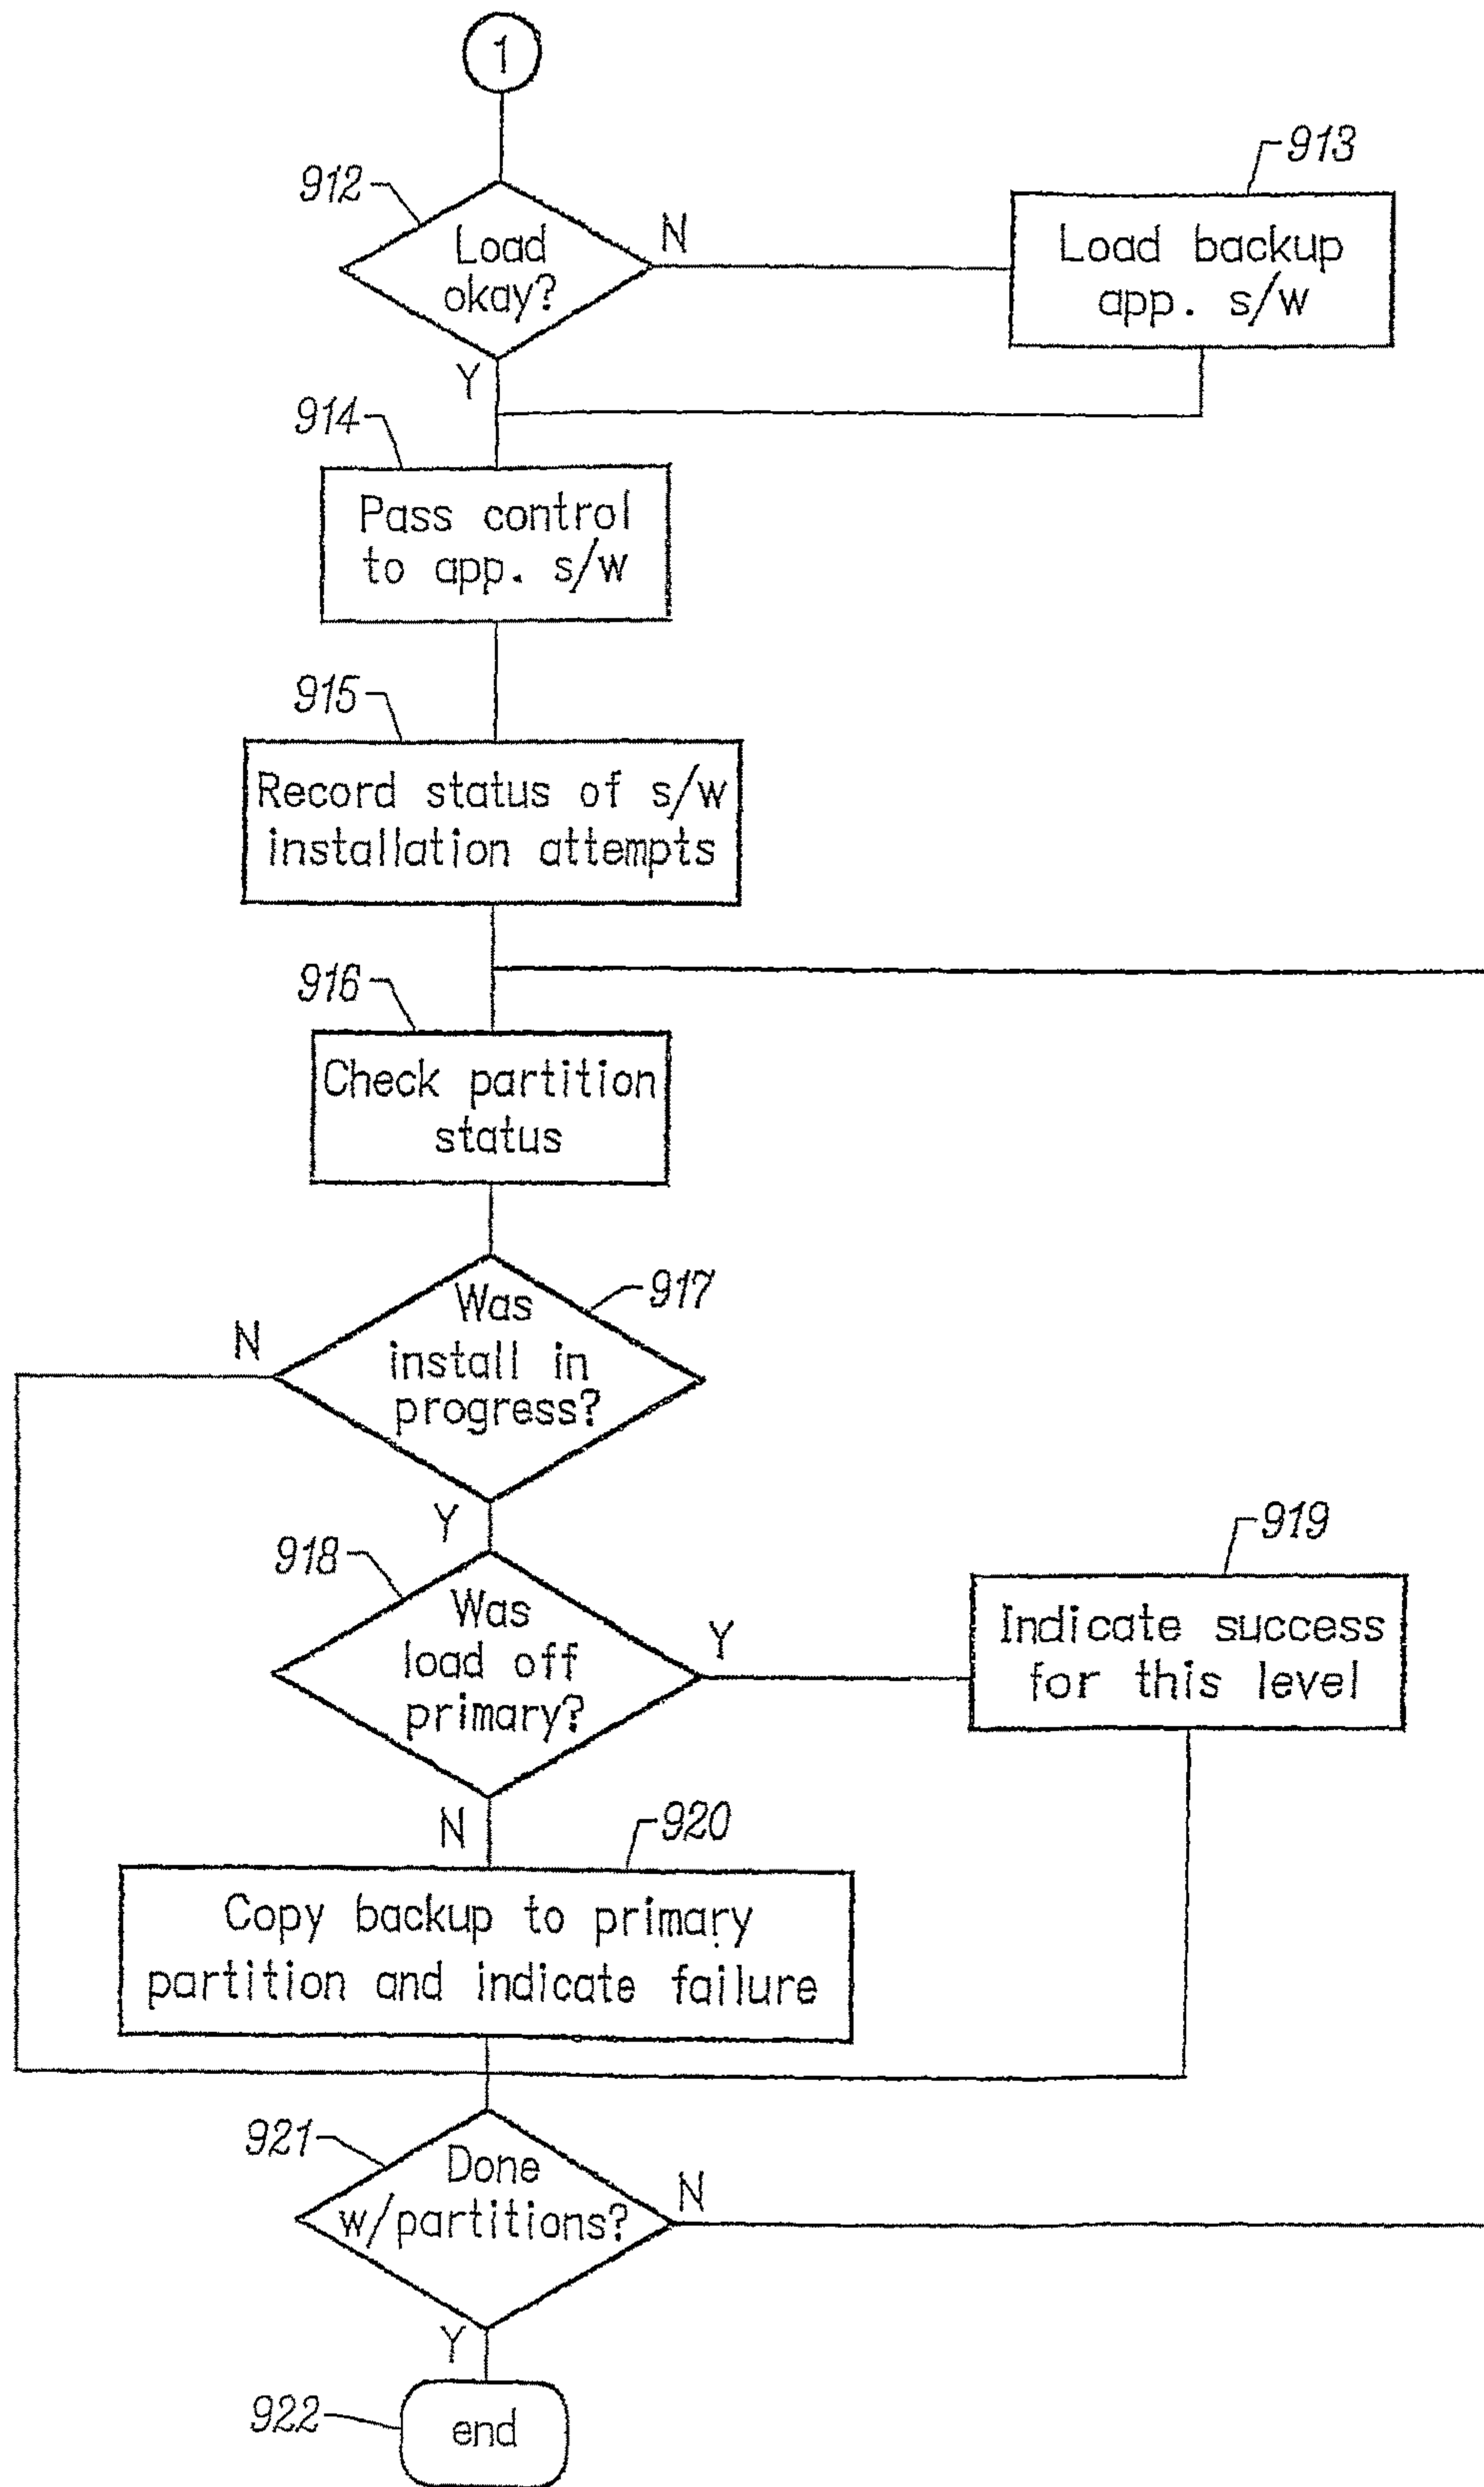 1
912
Load
okay?
N
Y
913
Load backup
app. s/w
914
Pass control
to app. s/w
915
Record status of s/w
installation attempts
916
Check partition
status
917
Was
install in
progress?
N
Y
918
Was
load off
primary?
Y
N
919
Indicate success
for this level
920
Copy backup to primary
partition and indicate failure
921
Done
w/partitions?
N
Y
922
end